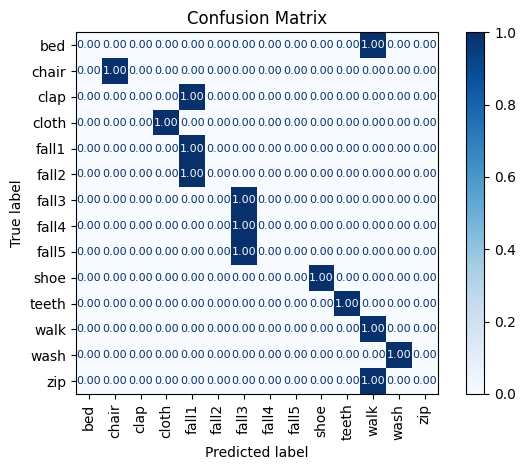 Confusion Matrix
True label
bed 0.00 0.00 0.00 0.00 0.00 0.00 0.00 0.00 0.00 0.00 0.00 1.00 0.00 0.00
chair 0.00 1.00 0.00 0.00 0.00 0.00 0.00 0.00 0.00 0.00 0.00 0.00 0.00 0.00
clap 0.00 0.00 0.00 0.00 1.00 0.00 0.00 0.00 0.00 0.00 0.00 0.00 0.00 0.00
cloth 0.00 0.00 0.00 1.00 0.00 0.00 0.00 0.00 0.00 0.00 0.00 0.00 0.00 0.00
fall1 0.00 0.00 0.00 0.00 1.00 0.00 0.00 0.00 0.00 0.00 0.00 0.00 0.00 0.00
fall2 0.00 0.00 0.00 0.00 1.00 0.00 0.00 0.00 0.00 0.00 0.00 0.00 0.00 0.00
fall3 0.00 0.00 0.00 0.00 0.00 0.00 1.00 0.00 0.00 0.00 0.00 0.00 0.00 0.00
fall4 0.00 0.00 0.00 0.00 0.00 0.00 1.00 0.00 0.00 0.00 0.00 0.00 0.00 0.00
fall5 0.00 0.00 0.00 0.00 0.00 0.00 1.00 0.00 0.00 0.00 0.00 0.00 0.00 0.00
shoe 0.00 0.00 0.00 0.00 0.00 0.00 0.00 0.00 0.00 1.00 0.00 0.00 0.00 0.00
teeth 0.00 0.00 0.00 0.00 0.00 0.00 0.00 0.00 0.00 0.00 1.00 0.00 0.00 0.00
walk 0.00 0.00 0.00 0.00 0.00 0.00 0.00 0.00 0.00 0.00 0.00 1.00 0.00 0.00
wash 0.00 0.00 0.00 0.00 0.00 0.00 0.00 0.00 0.00 0.00 0.00 0.00 1.00 0.00
zip 0.00 0.00 0.00 0.00 0.00 0.00 0.00 0.00 0.00 0.00 0.00 1.00 0.00 0.00
bed chair clap cloth fall1 fall2 fall3 fall4 fall5 shoe teeth walk wash zip
Predicted label
1.0
0.8
0.6
0.4
0.2
0.0